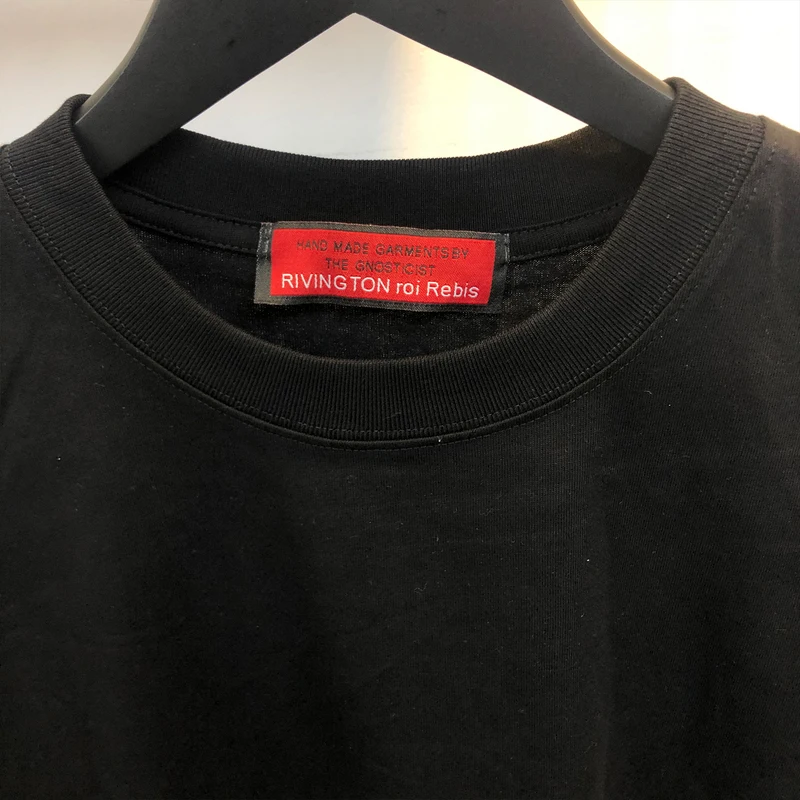 HAND MADE GARMENTS BY
THE GNOSTICIST
RIVINGTON roi Rebis